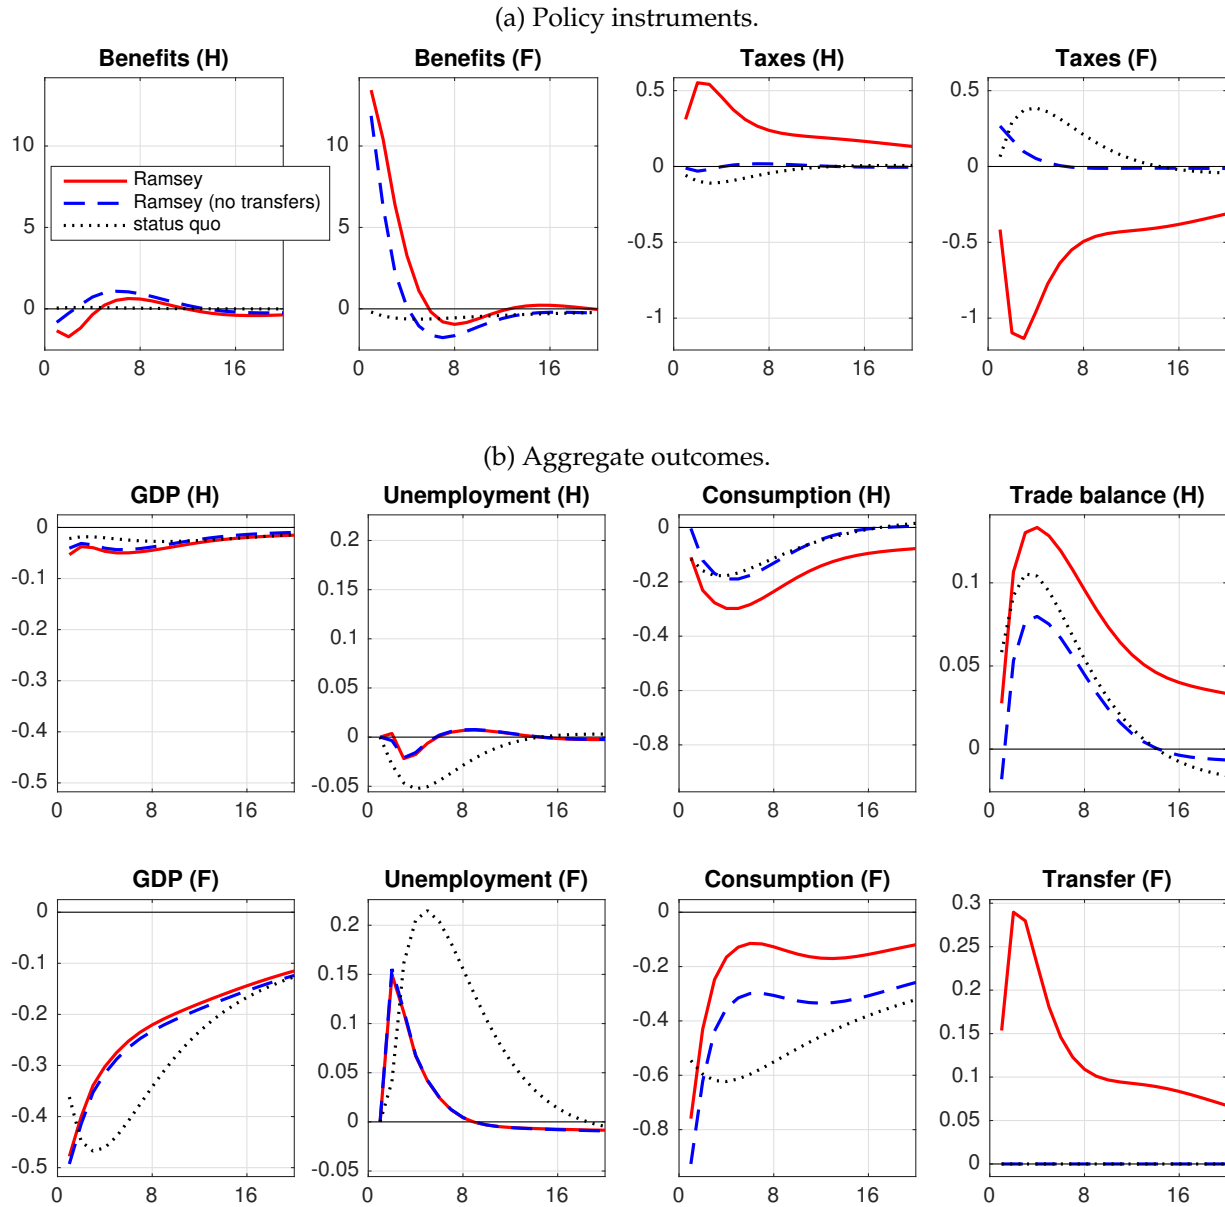 (a) Policy instruments.
Benefits (H) Benefits (F) Taxes (H) Taxes (F)
10
5
0
0 8 16
Ramsey
Ramsey (no transfers)
status quo
10
5
0
0 8 16
0.5
0
-0.5
-1
0 8 16
0.5
0
-0.5
-1
0 8 16
(b) Aggregate outcomes.
GDP (H) Unemployment (H) Consumption (H) Trade balance (H)
0
-0.1
-0.2
-0.3
-0.4
-0.5
0 8 16
0.2
0.15
0.1
0.05
0
-0.05
0 8 16
0
-0.2
-0.4
-0.6
-0.8
0 8 16
0.1
0.05
0
0 8 16
GDP (F) Unemployment (F) Consumption (F) Transfer (F)
0
-0.1
-0.2
-0.3
-0.4
-0.5
0 8 16
0.2
0.15
0.1
0.05
0
-0.05
0 8 16
0
-0.2
-0.4
-0.6
-0.8
0 8 16
0.3
0.25
0.2
0.15
0.1
0.05
0
0 8 16